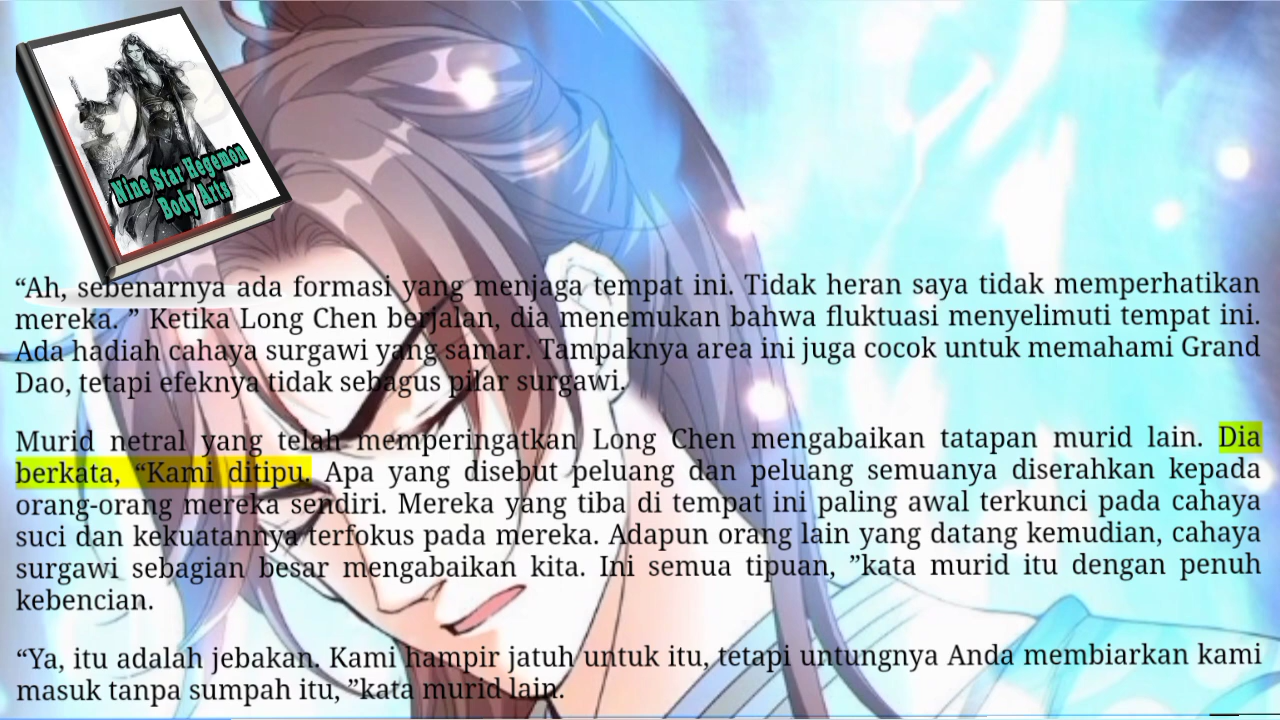 Nine Star Hegemon
Body Arts
“Ah, sebenarnya ada formasi yang menjaga tempat ini. Tidak heran saya tidak memperhatikan
mereka. ” Ketika Long Chen berjalan, dia menemukan bahwa fluktuasi menyelimuti tempat ini.
Ada hadiah cahaya surgawi yang samar. Tampaknya area ini juga cocok untuk memahami Grand
Dao, tetapi efeknya tidak sebagus pilar surgawi.
Murid netral yang telah memperingatkan Long Chen mengabaikan tatapan murid lain. Dia
berkata, “Kami ditipu. Apa yang disebut peluang dan peluang semuanya diserahkan kepada
orang-orang mereka sendiri. Mereka yang tiba di tempat ini paling awal terkunci pada cahaya
suci dan kekuatannya terfokus pada mereka. Adapun orang lain yang datang kemudian, cahaya
surgawi sebagian besar mengabaikan kita. Ini semua tipuan, ”kata murid itu dengan penuh
kebencian.
“Ya, itu adalah jebakan. Kami hampir jatuh untuk itu, tetapi untungnya Anda membiarkan kami
masuk tanpa sumpah itu, ”kata murid lain.